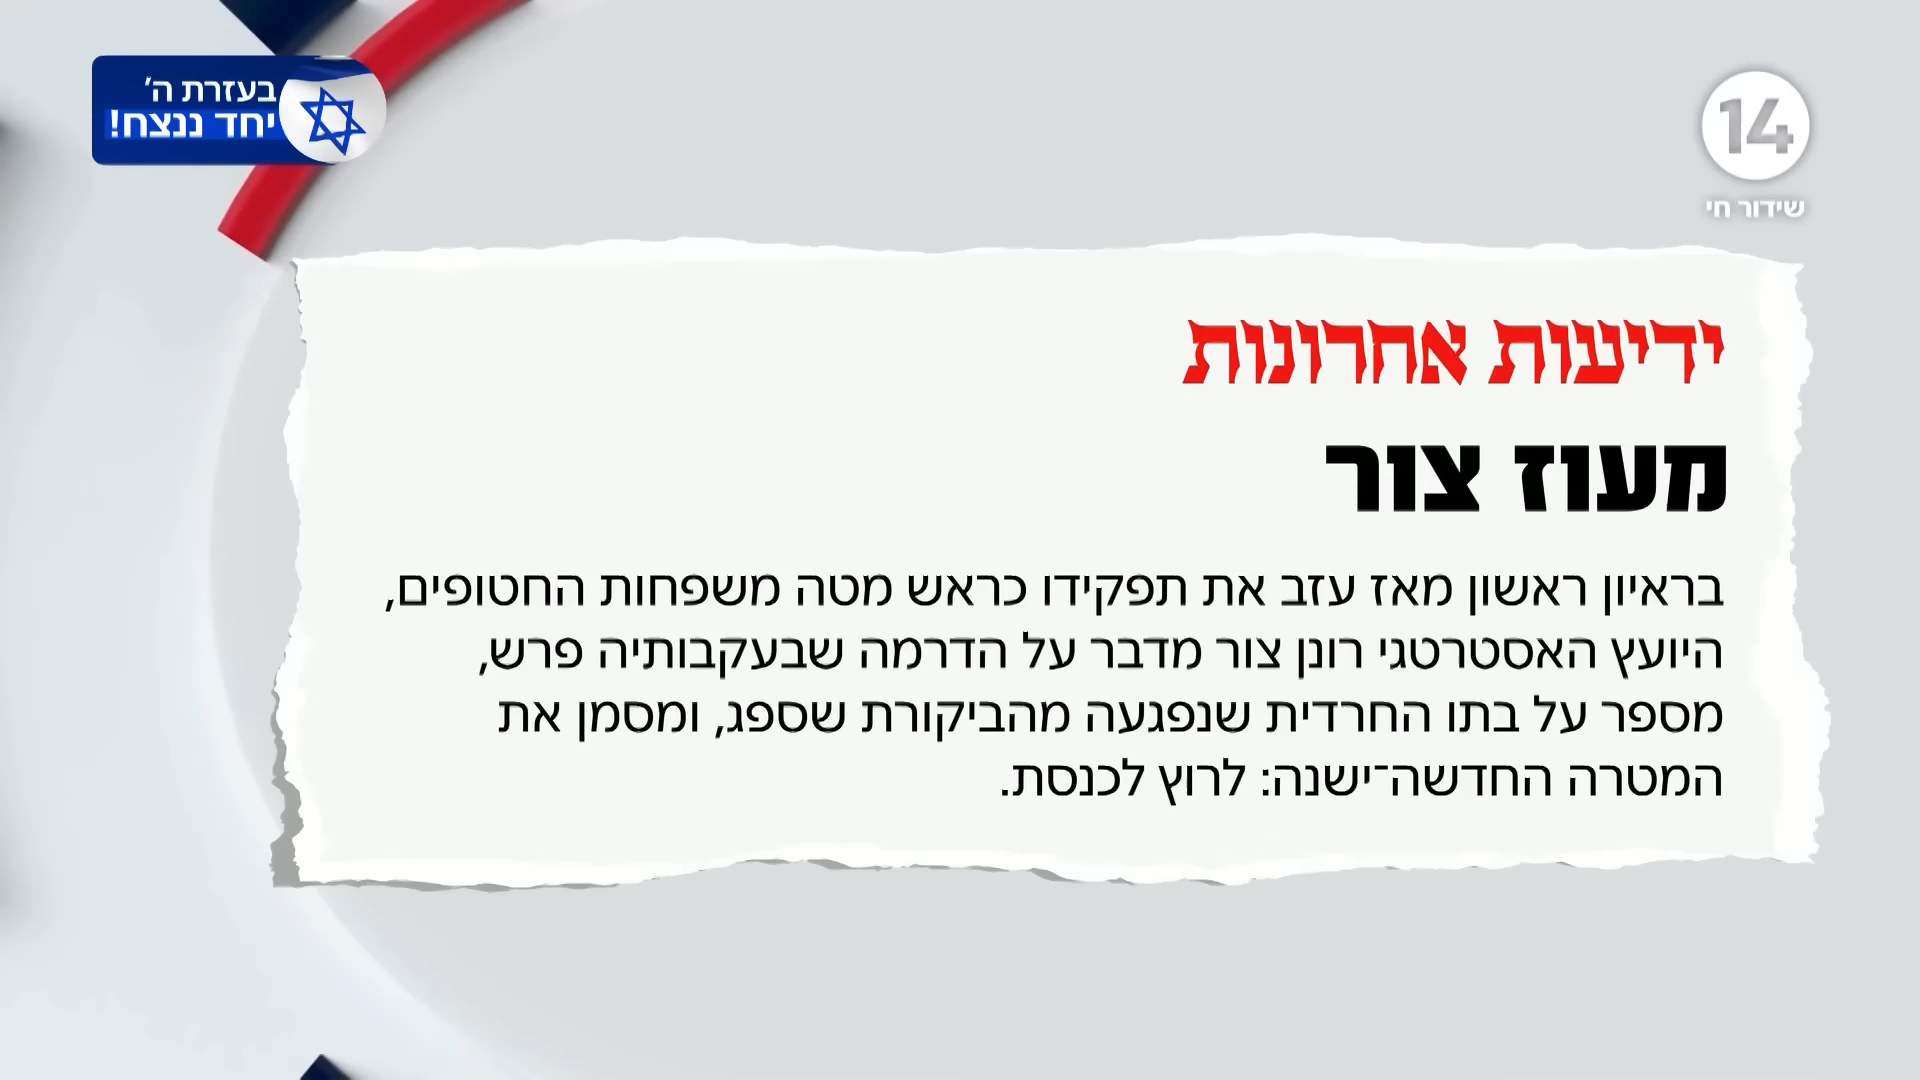 בעזרת ה'
יחד ננצח!
14
שידור חי
ידיעות אחרונות
מעוז צור
בראיון ראשון מאז עזב את תפקידו כראש מטה משפחות החטופים,
היועץ האסטרטגי רונן צור מדבר על הדרמה שבעקבותיה פרש,
מספר על בתו החרדית שנפגעה מהביקורת שספג, ומסמן את
המטרה החדשה־ישנה: לרוץ לכנסת.